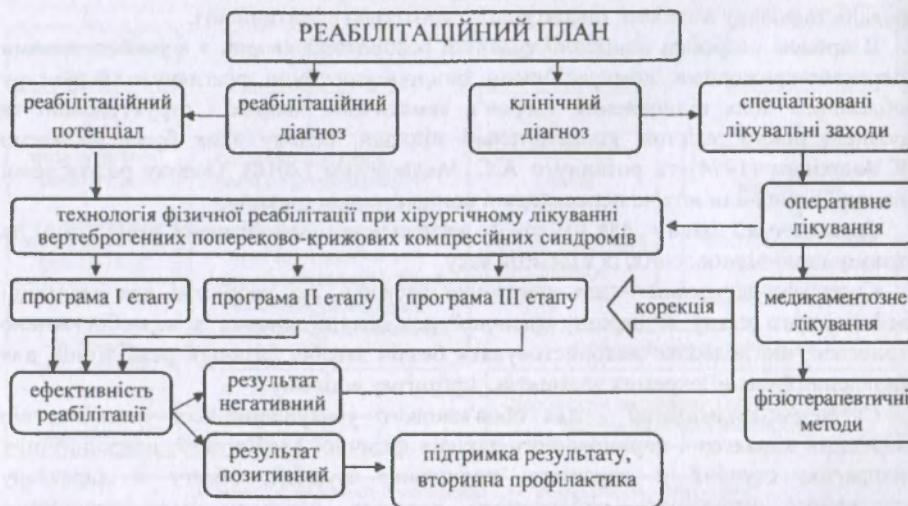 РЕАБІЛІТАЦІЙНИЙ ПЛАН
реабілітаційний
потенціал
реабілітаційний
діагноз
клінічний
діагноз
спеціалізовані
лікувальні заходи
технологія фізичної реабілітації при хірургічному лікуванні
вертеброгенних попереково-крижових компресійних синдромів
оперативне
лікування
програма I етапу
програма II етапу
програма III етапу
корекція
медикаментозне
лікування
ефективність
реабілітації
результат
негативний
фізіотерапевтичні
методи
результат
позитивний
підтримка результату,
вторинна профілактика